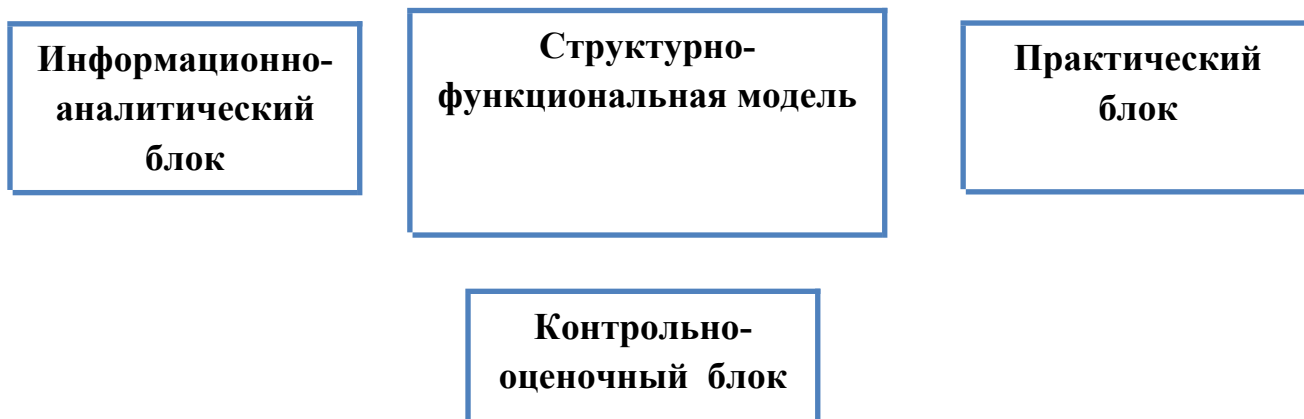 Информационно-
аналитический
блок
Структурно-
функциональная модель
Практический
блок
Контрольно-
оценочный блок